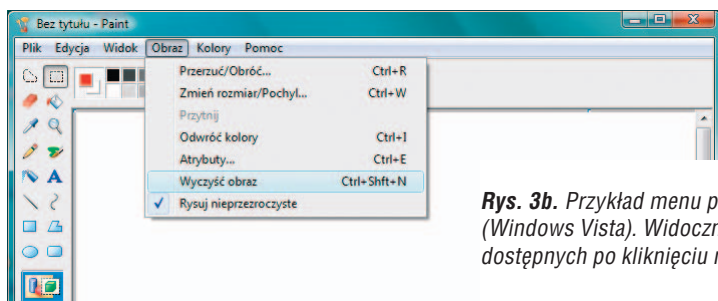 Bez tytułu - Paint
Plik Edycja Widok Obraz Kolory Pomoc
Przerzuć/Obróć... Ctrl+R
Zmień rozmiar/Pochyl... Ctrl+W
Przytnij
Odwróć kolory Ctrl+I
Atrybuty... Ctrl+E
Wyczyść obraz Ctrl+Shft+N
Rysuj nieprzezroczyste
A
Rys. 3b. Przykład menu
(Windows Vista).
dostępnych po kliknięciu